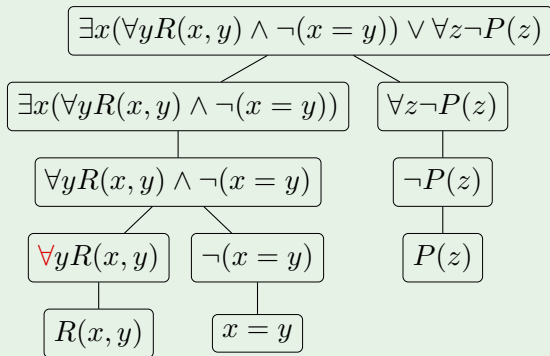 ∃x(∀yR(x, y) ∧ ¬(x = y)) ∨ ∀z¬P(z)
∃x(∀yR(x, y) ∧ ¬(x = y)) ∀z¬P(z)
∀yR(x, y) ∧ ¬(x = y) ¬P(z)
∀yR(x, y) ¬(x = y) P(z)
R(x, y) x = y